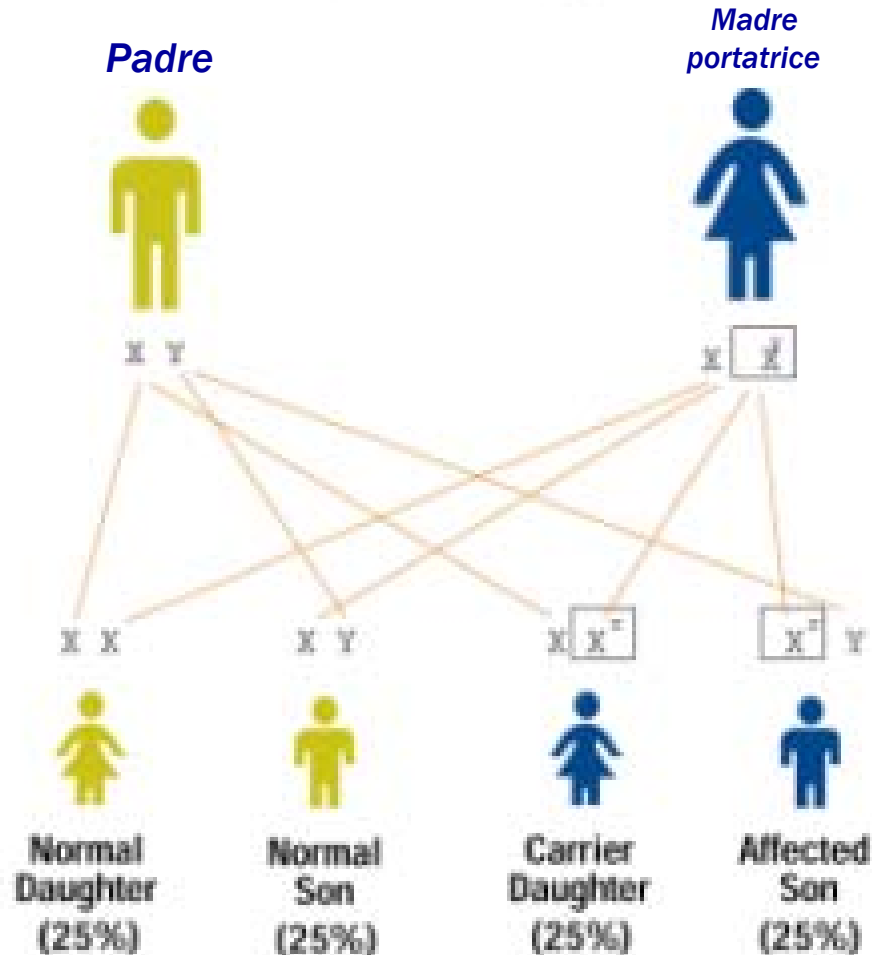 Padre
Madre
portatrice
X Y
X X
X X
X Y
X X-
X- Y
Normal
Daughter
(25%)
Normal
Son
(25%)
Carrier
Daughter
(25%)
Affected
Son
(25%)